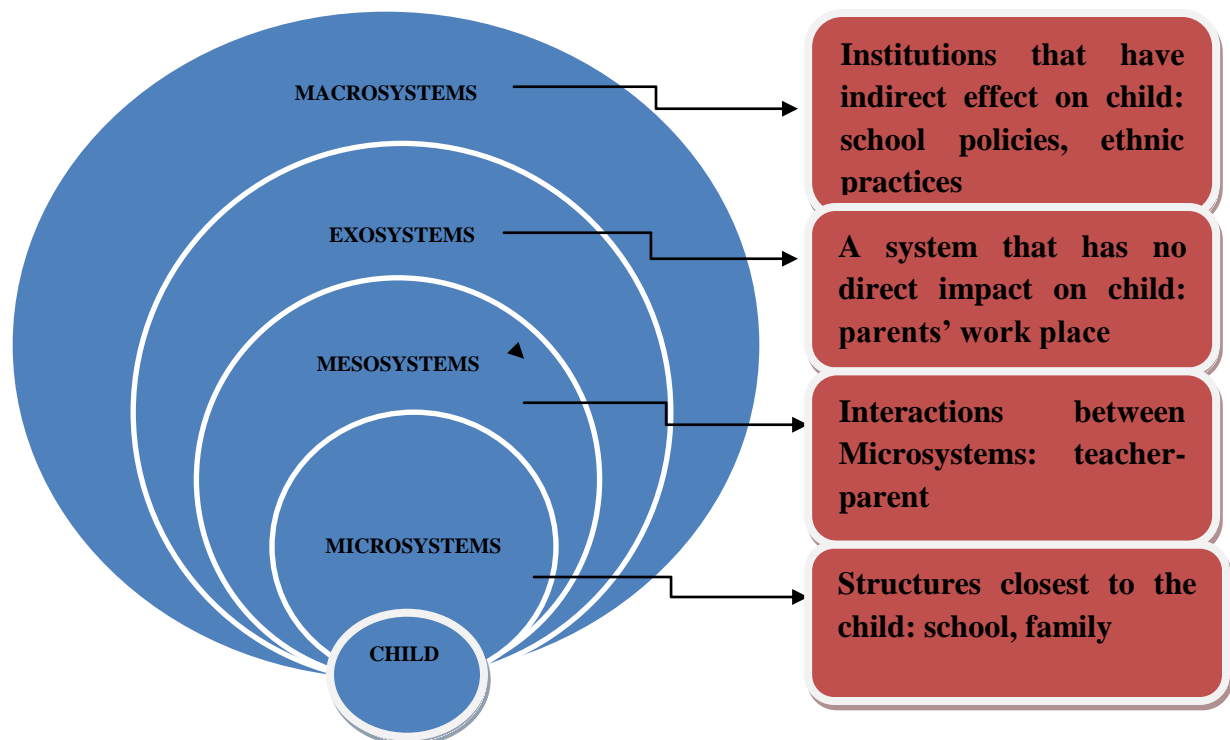 MACROSYSTEMS
Institutions that have
indirect effect on child:
school policies, ethnic
practices
EXOSYSTEMS
A system that has no
direct impact on child:
parents’ work place
MESOSYSTEMS
Interactions between
Microsystems: teacher-
parent
MICROSYSTEMS
Structures closest to the
child: school, family
CHILD